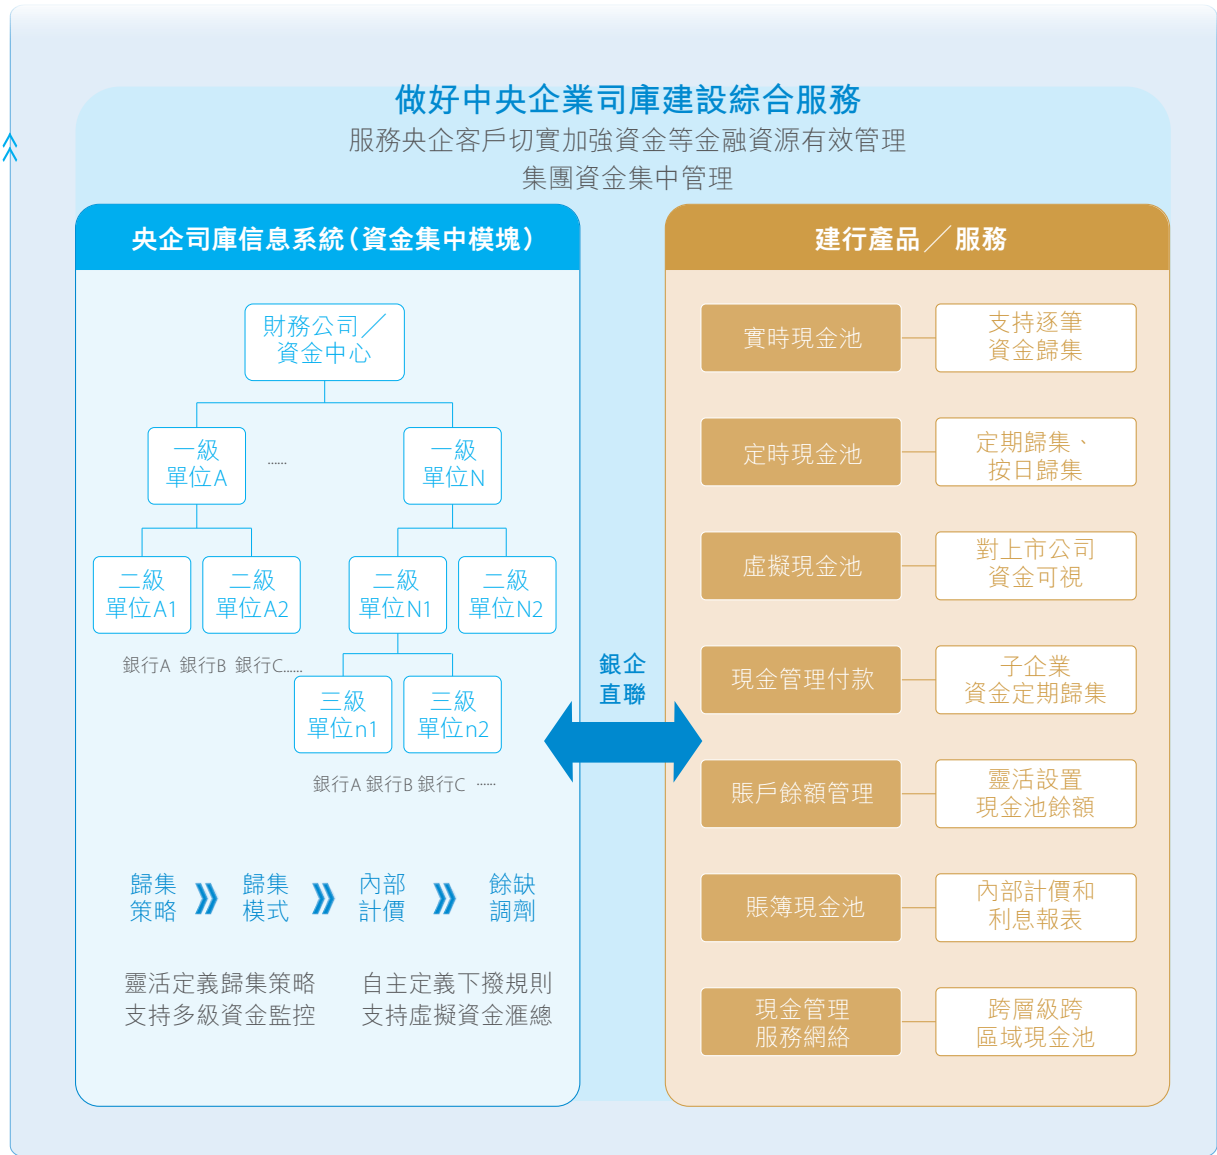 做好中央企業司庫建設綜合服務
服務央企客戶切實加強資金等金融資源有效管理
集團資金集中管理
央企司庫信息系統（資金集中模塊）
財務公司／
資金中心
一級
單位A
......
一級
單位N
二級
單位A1
二級
單位A2
二級
單位N1
二級
單位N2
銀行A 銀行B 銀行C......
三級
單位n1
三級
單位n2
銀行A 銀行B 銀行C ......
歸集
策略
歸集
模式
內部
計價
餘缺
調劑
靈活定義歸集策略
支持多級資金監控
自主定義下撥規則
支持虛擬資金滙總
銀企
直聯
建行產品／服務
實時現金池
支持逐筆
資金歸集
定時現金池
定期歸集、
按日歸集
虛擬現金池
對上市公司
資金可視
現金管理付款
子企業
資金定期歸集
賬戶餘額管理
靈活設置
現金池餘額
賬簿現金池
內部計價和
利息報表
現金管理
服務網絡
跨層級跨
區域現金池